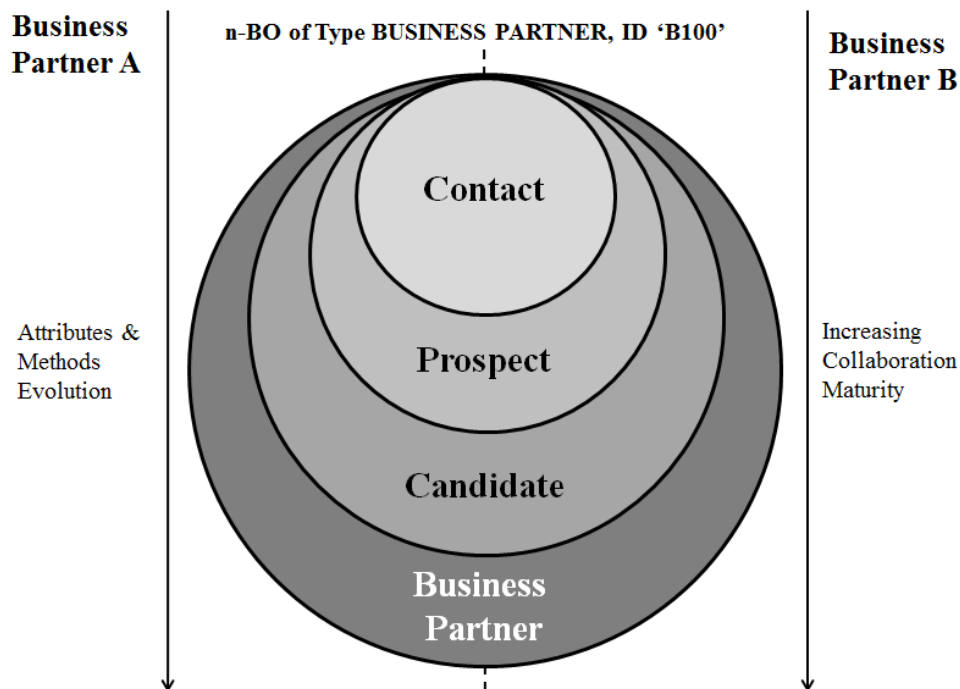 Business
Partner A
n-BO of Type BUSINESS PARTNER, ID ‘B100’
Business
Partner B
Contact
Attributes &
Methods
Evolution
Prospect
Increasing
Collaboration
Maturity
Candidate
Business
Partner